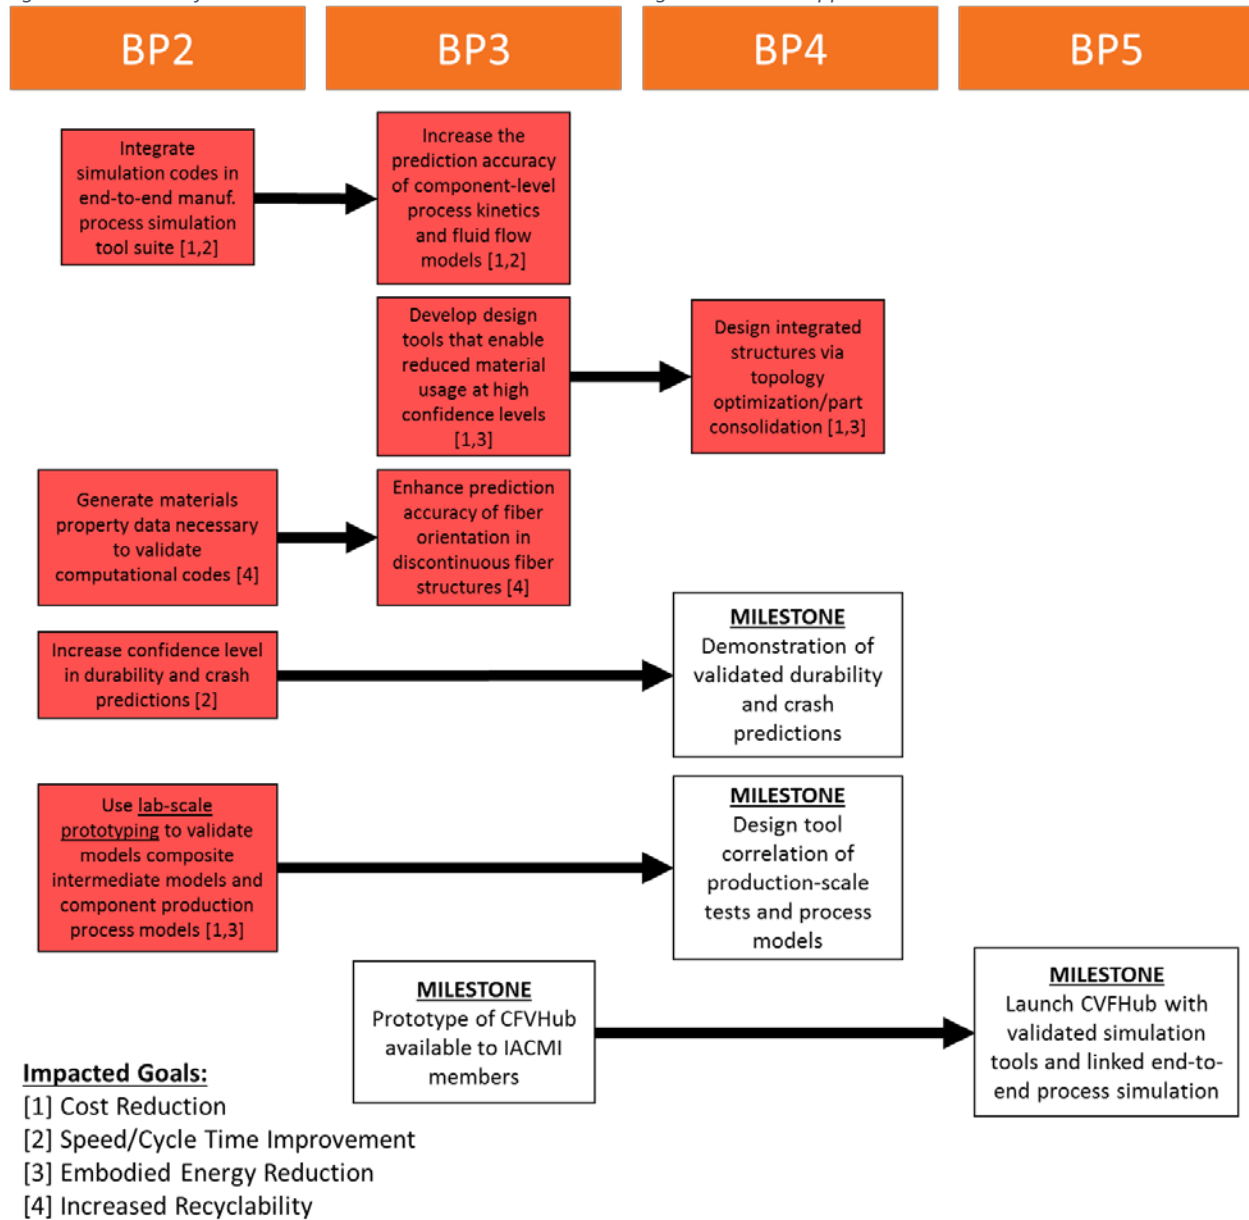 BP2
BP3
BP4
BP5
Integrate
simulation codes in
end-to-end manuf.
process simulation
tool suite [1,2]
Increase the
prediction accuracy
of component-level
process kinetics
and fluid flow
models [1,2]
Develop design
tools that enable
reduced material
usage at high
confidence levels
[1,3]
Design integrated
structures via
topology
optimization/part
consolidation [1,3]
Generate materials
property data necessary
to validate
computational codes [4]
Enhance prediction
accuracy of fiber
orientation in
discontinuous fiber
structures [4]
Increase confidence level
in durability and crash
predictions [2]
MILESTONE
Demonstration of
validated durability
and crash
predictions
Use lab-scale
prototyping to validate
models composite
intermediate models and
component production
process models [1,3]
MILESTONE
Design tool
correlation of
production-scale
tests and process
models
MILESTONE
Prototype of CFVHub
available to IACMI
members
MILESTONE
Launch CVFHub with
validated simulation
tools and linked end-to-
end process simulation
Impacted Goals:
[1] Cost Reduction
[2] Speed/Cycle Time Improvement
[3] Embodied Energy Reduction
[4] Increased Recyclability